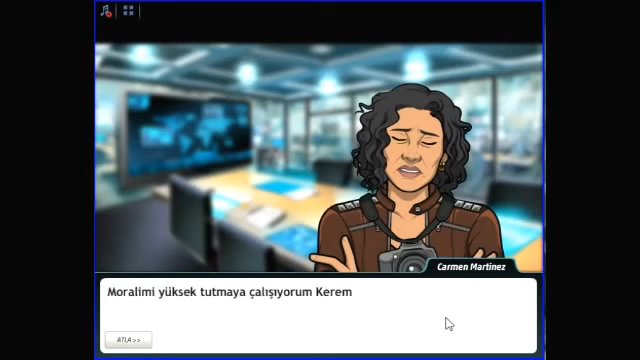 Carmen Martinez
Moralimi yüksek tutmaya çalışıyorum Kerem
ATLA >>